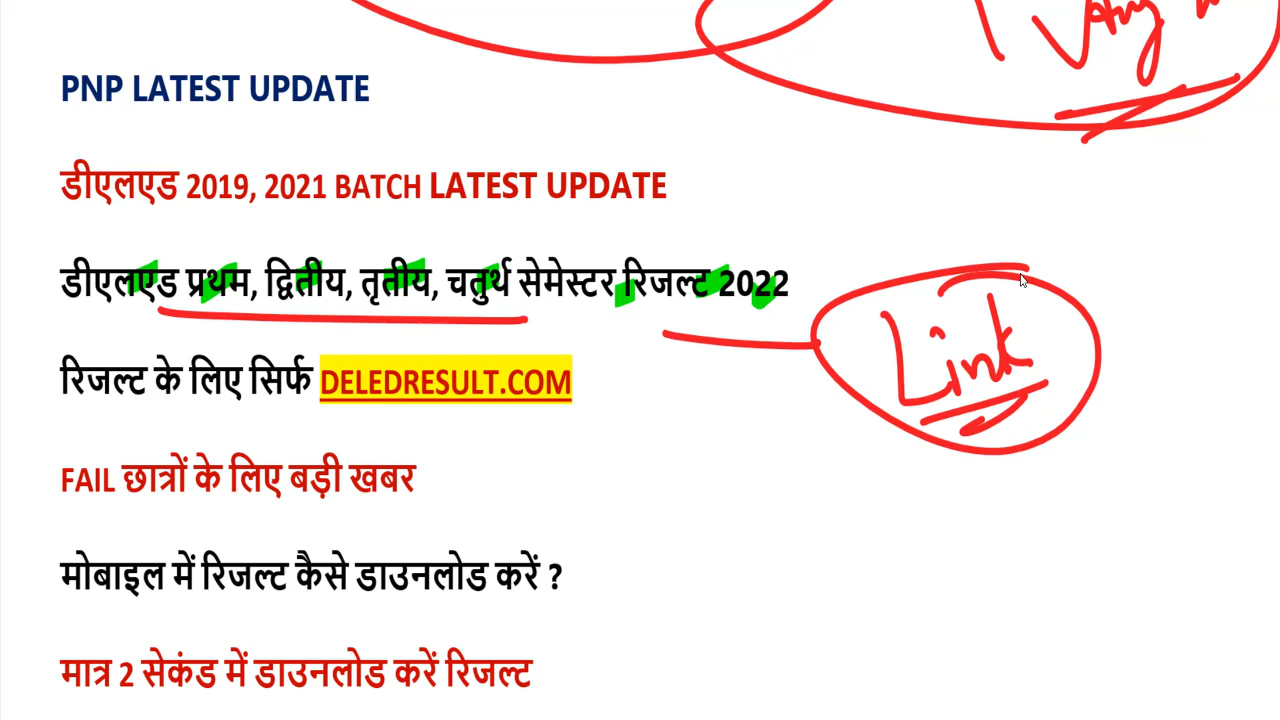 PNP LATEST UPDATE
डीएलएड 2019, 2021 BATCH LATEST UPDATE
डीएलएड प्रथम, द्वितीय, तृतीय, चतुर्थ सेमेस्टर रिजल्ट 2022
Link
रिजल्ट के लिए सिर्फ DELEDRESULT.COM
FAIL छात्रों के लिए बड़ी खबर
मोबाइल में रिजल्ट कैसे डाउनलोड करें ?
मात्र 2 सेकंड में डाउनलोड करें रिजल्ट